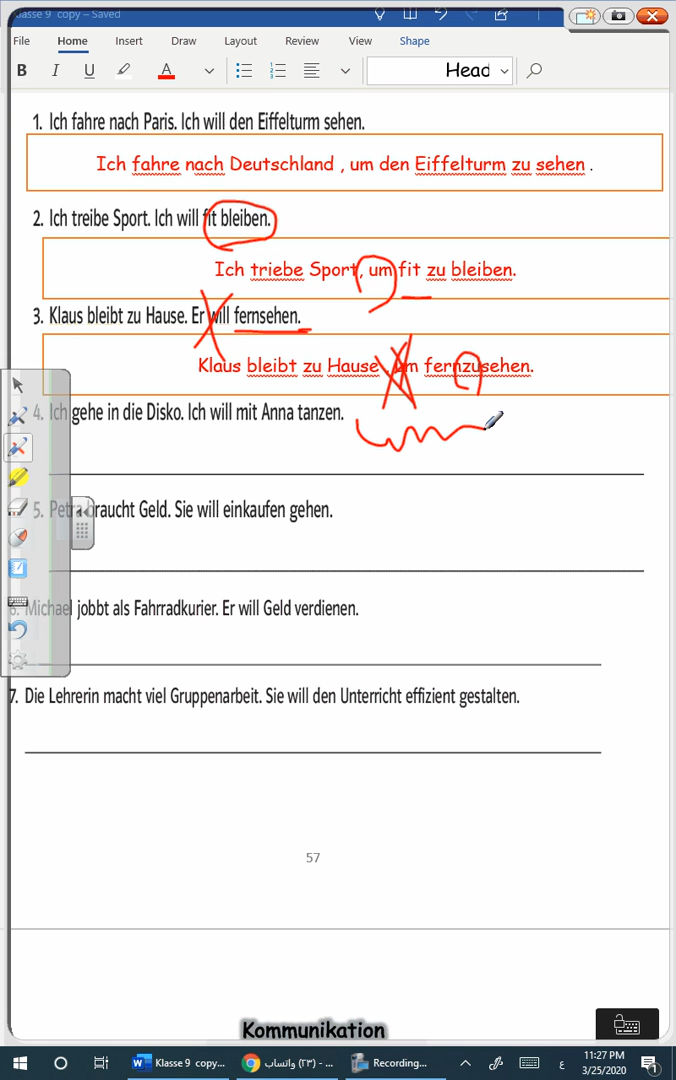 Klasse 9 copy – Saved
File Home Insert Draw Layout Review View Shape
B I U A Head
1. Ich fahre nach Paris. Ich will den Eiffelturm sehen.
Ich fahre nach Deutschland , um den Eiffelturm zu sehen .
2. Ich treibe Sport. Ich will fit bleiben.
Ich triebe Sport, um fit zu bleiben.
3. Klaus bleibt zu Hause. Er will fernsehen.
Klaus bleibt zu Hause , um fernzusehen.
4. Ich gehe in die Disko. Ich will mit Anna tanzen.
5. Petra braucht Geld. Sie will einkaufen gehen.
6. Michael jobbt als Fahrradkurier. Er will Geld verdienen.
7. Die Lehrerin macht viel Gruppenarbeit. Sie will den Unterricht effizient gestalten.
57
Kommunikation
Klasse 9 copy... (٢٣) واتساب - ... Recording... ع 11:27 PM
3/25/2020 1